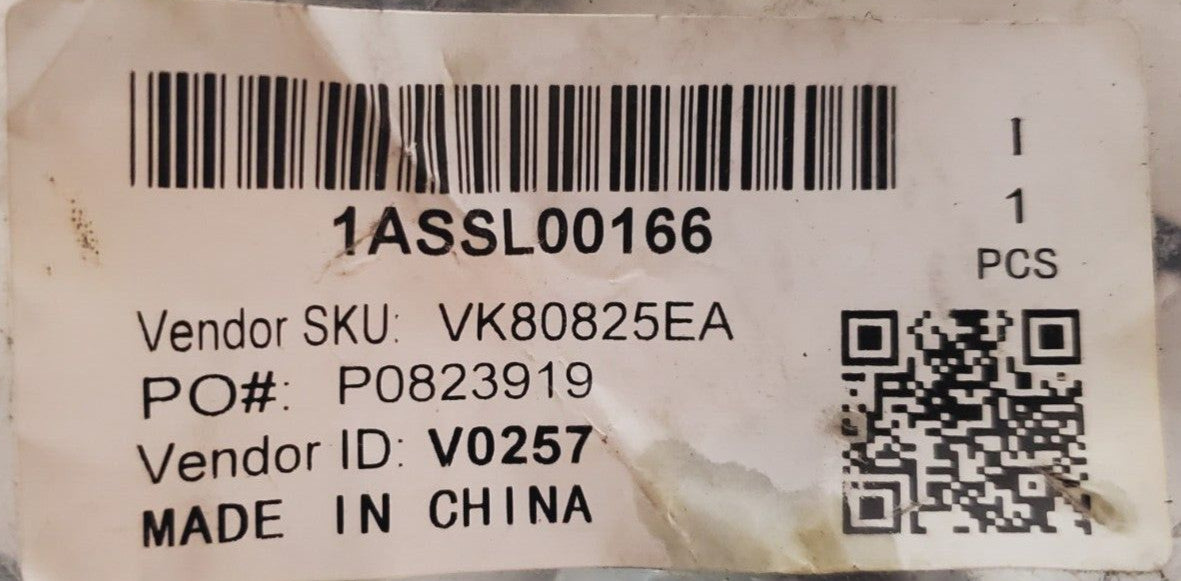 1ASSL00166
I
1
PCS
Vendor SKU: VK80825EA
PO#: P0823919
Vendor ID: V0257
MADE IN CHINA